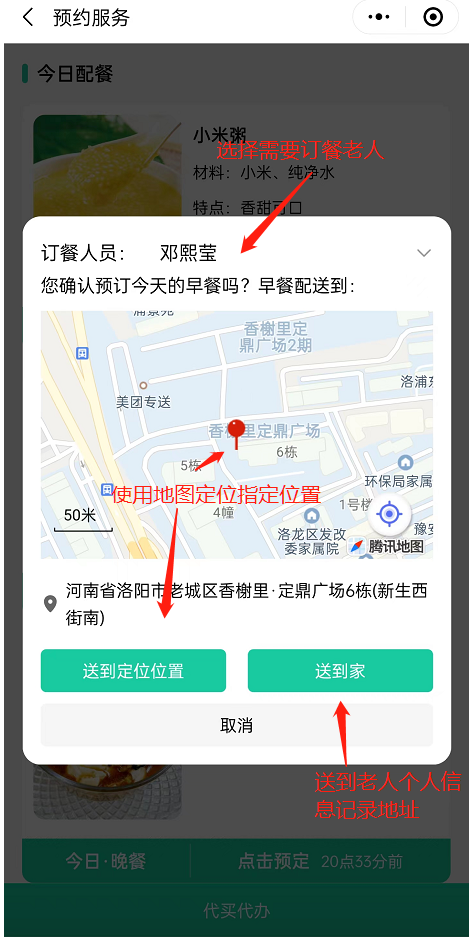 预约服务
今日配餐
小米粥
选择需要订餐老人
材料：小米、纯净水
特点：香甜可口
订餐人员：
邓熙莹
您确认预订今天的早餐吗？早餐配送到：
香榭里定
鼎广场2期
洛浦东
美团专送
香榭里定鼎广场
5栋
6栋
环保局家属
使用地图定位指定位置
1号楼
50米
4幢
洛龙区发改
委家属院
豫安
腾讯地图
河南省洛阳市老城区香榭里·定鼎广场6栋(新生西
街南)
送到定位位置
送到家
取消
送到老人个人信
息记录地址
今日·晚餐
点击预定
20点33分前
代买代办